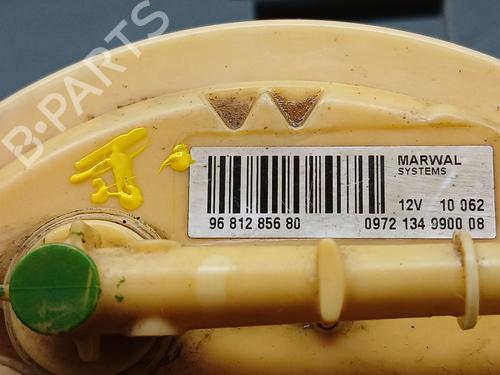 B-PARTS
MARWAL
SYSTEMS
12V 10 062
96 812 856 80 0972 134 9900 08